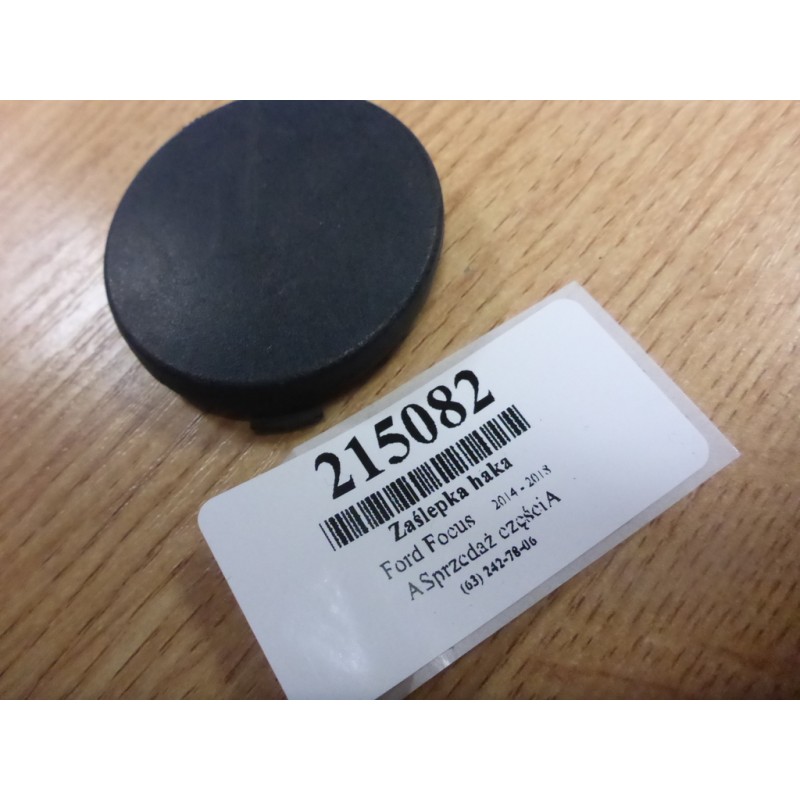 215082
Zaślepka haka
Ford Focus 2014 - 2018
ASprzedaż częściA
(63) 242-78-06